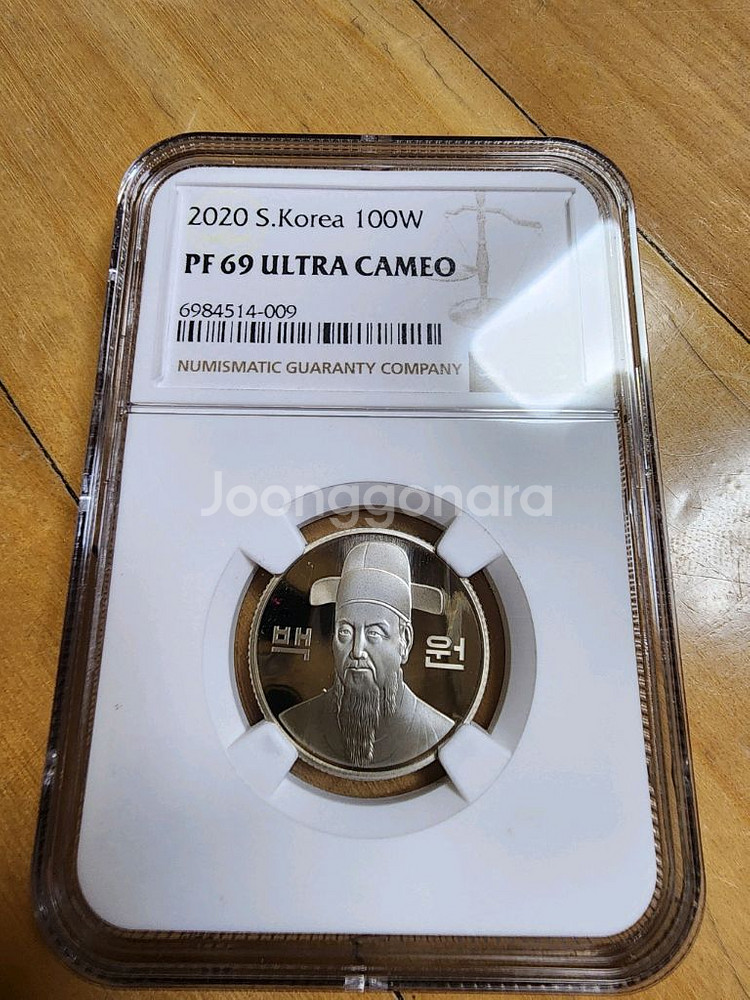 2020 S.Korea 100W
PF 69 ULTRA CAMEO
6984514-009
NUMISMATIC GUARANTY COMPANY
Joonggonara
백 원